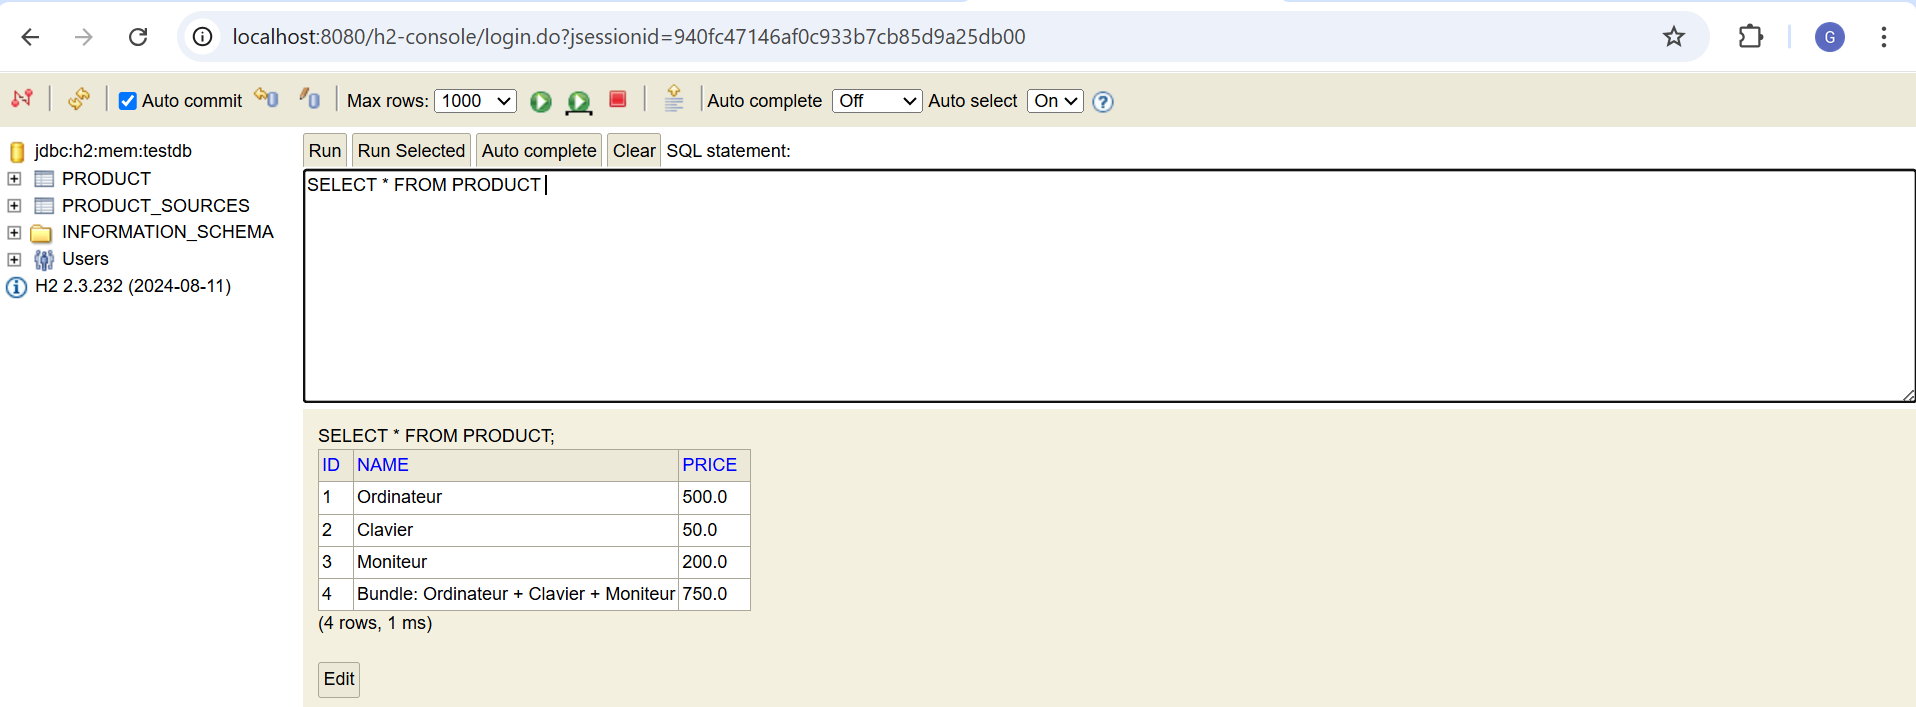 localhost:8080/h2-console/login.do?jsessionid=940fc47146af0c933b7cb85d9a25db00
G
Auto commit Max rows: 1000 Auto complete Off Auto select On ?
jdbc:h2:mem:testdb
PRODUCT
PRODUCT_SOURCES
INFORMATION_SCHEMA
Users
H2 2.3.232 (2024-08-11)
Run Run Selected Auto complete Clear SQL statement:
SELECT * FROM PRODUCT
SELECT * FROM PRODUCT;
ID NAME PRICE
1 Ordinateur 500.0
2 Clavier 50.0
3 Moniteur 200.0
4 Bundle: Ordinateur + Clavier + Moniteur 750.0
(4 rows, 1 ms)
Edit